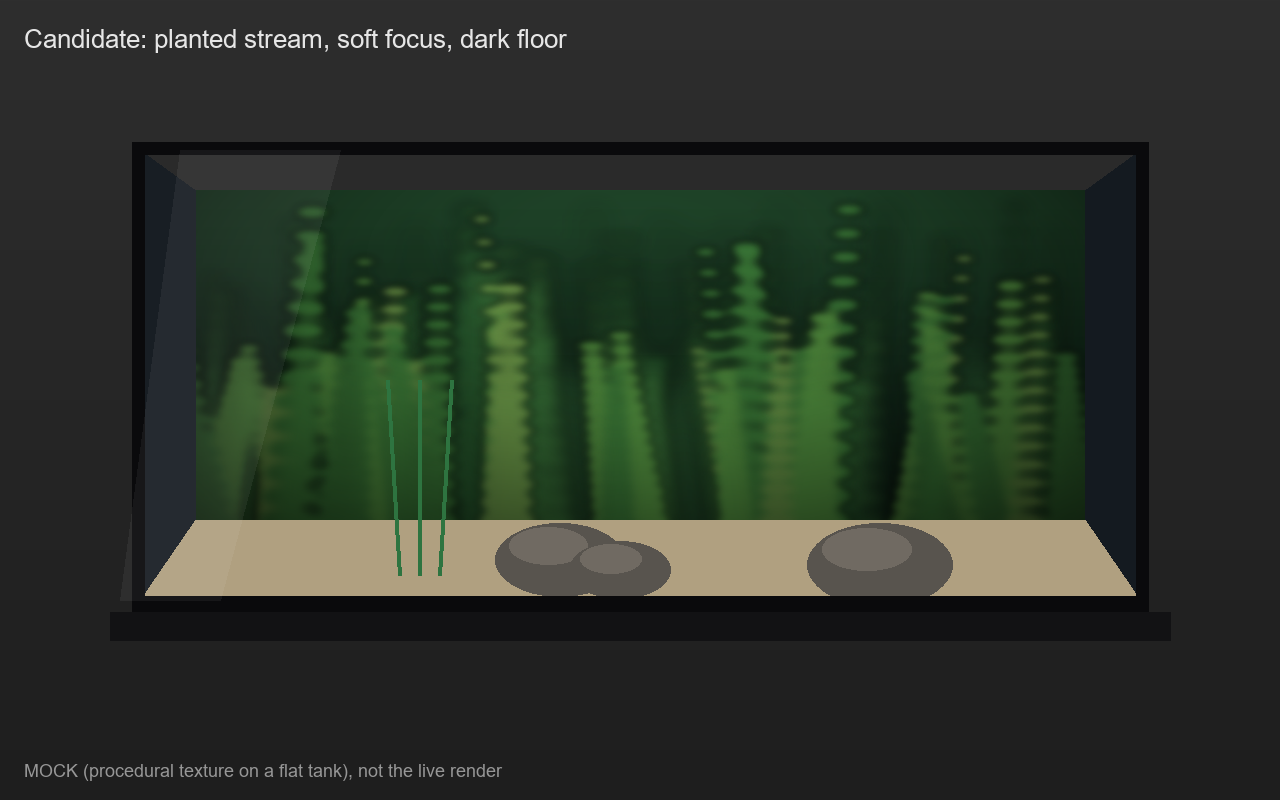 Candidate: planted stream, soft focus, dark floor
MOCK (procedural texture on a flat tank), not the live render